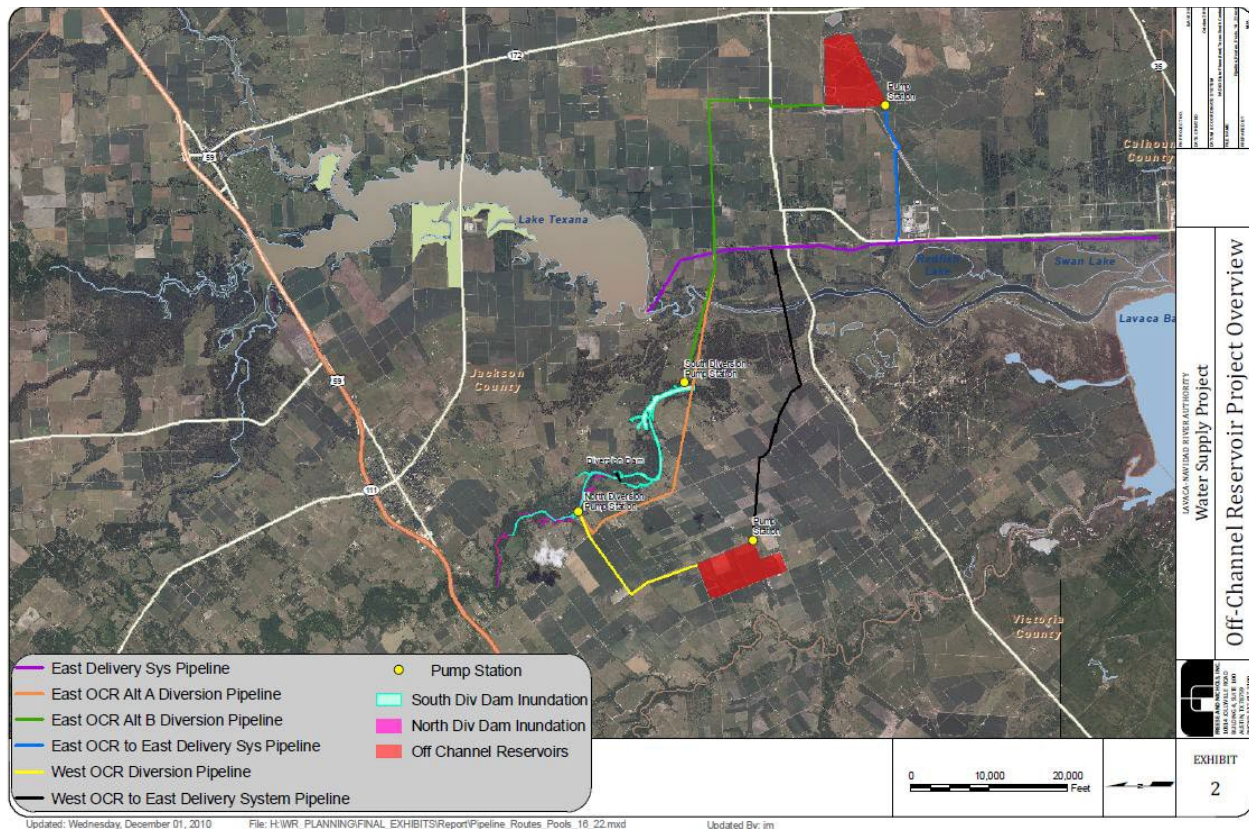 172
35
Pump
Station
Calhoun
County
59
Lake Texana
Redfish
Lake
Swan Lake
Lavaca Ba
South Diversion
Pump Station
Jackson
County
59
Diversion Dam
111
North Diversion
Pump Station
Pump
Station
Victoria
County
East Delivery Sys Pipeline
East OCR Alt A Diversion Pipeline
East OCR Alt B Diversion Pipeline
East OCR to East Delivery Sys Pipeline
West OCR Diversion Pipeline
West OCR to East Delivery System Pipeline
Pump Station
South Div Dam Inundation
North Div Dam Inundation
Off Channel Reservoirs
0 10,000 20,000
Feet
N
LAVACA-NAVIDAD RIVER AUTHORITY
Water Supply Project
Off-Channel Reservoir Project Overview
FREESE AND NICHOLS, INC.
EXHIBIT
2
Updated: Wednesday, December 01, 2010 File: H:\WR_PLANNING\FINAL_EXHIBITS\Report\Pipeline_Routes_Pools_16_22.mxd Updated By: jm